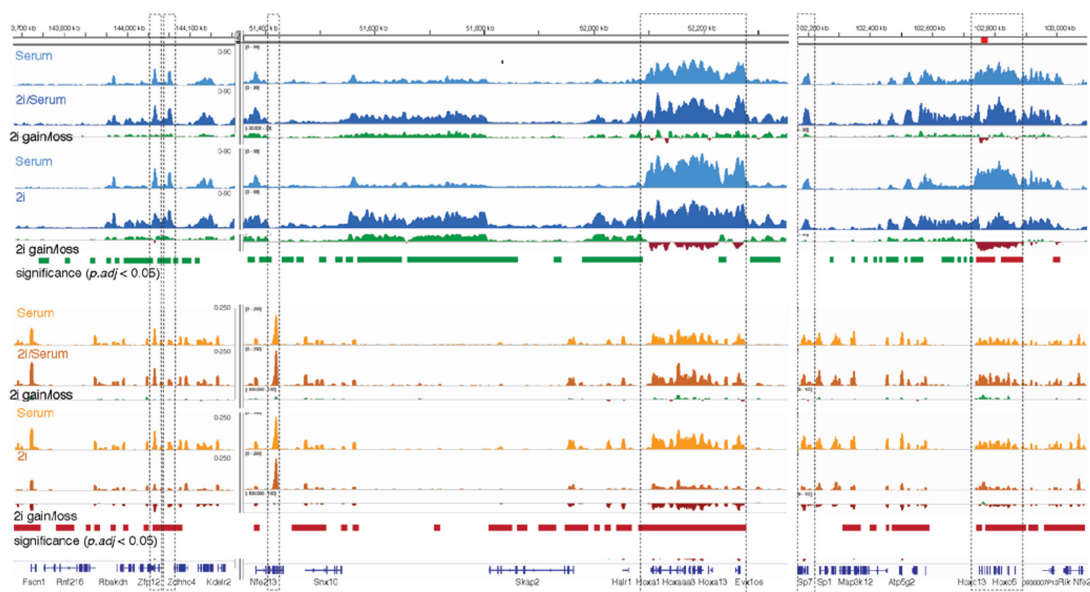 3,700 kb 143,800 kb 144,000 kb 144,100 kb 51,400 kb 51,600 kb 51,800 kb 52,000 kb 52,200 kb 102,200 kb 102,400 kb 102,600 kb 102,800 kb 103,000 kb
Serum 0-90
2i/Serum 0-90
2i gain/loss
Serum 0-90
2i 0-90
2i gain/loss
significance (p.adj < 0.05)
Serum 0-250
2i/Serum 0-250
2i gain/loss
Serum 0-250
2i 0-250
2i gain/loss
significance (p.adj < 0.05)
Fscn1 Rnf216 Rbakdn Zfp12 Zdhhc4 Kdelr2 Snx10 Skap2 Halr1 Hoxa1 Hoxaaa3 Hoxa13 Evx1os Sp7 Sp1 Map3k12 Atp5g2 Hoxc13 Hoxc5